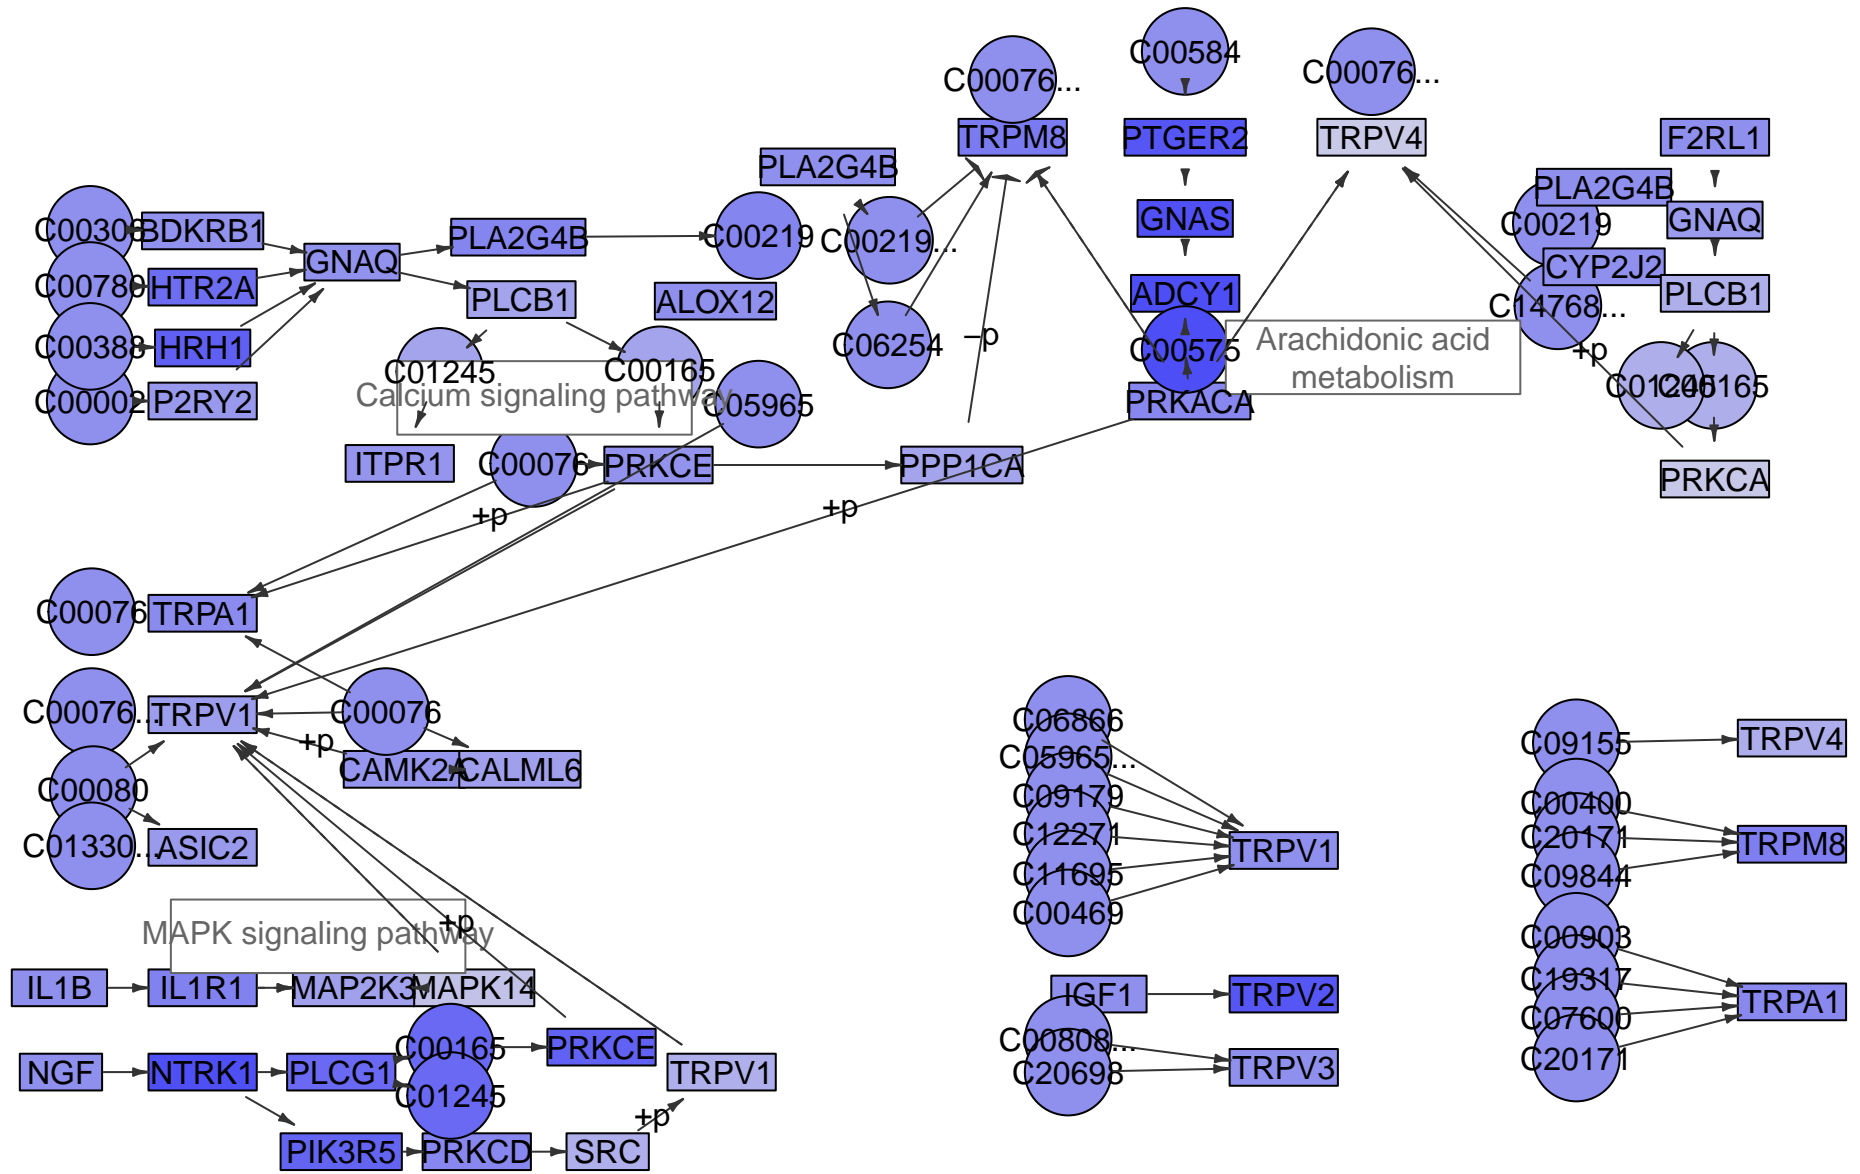 C00584
C00076...
C00076...
TRPM8
PTGER2
TRPV4
F2RL1
PLA2G4B
PLA2G4B
C00219
GNAS
GNAQ
BDKRB1
PLA2G4B
C00219
C00219...
GNAQ
CYP2J2
HTR2A
PLCB1
ALOX12
ADCY1
PLCB1
C14768...
C00388
HRH1
C06254
–p
C00575
Arachidonic acid
metabolism
+p
C01245
C00165
Calcium signaling pathway
C00002
P2RY2
C05965
PRKACA
C01245
C00165
ITPR1
C00076
PRKCE
PPP1CA
PRKCA
+p
+p
C00076
TRPA1
C00076...
TRPV1
C00076
+p
CAMK2A
CALML6
C00080
C01330...
ASIC2
C06866
C05965...
C09179
C12271
C11695
C00469
TRPV1
C09155
TRPV4
C00400
C20171
C09844
TRPM8
C00903
C19317
C07600
C20171
TRPA1
+p
MAPK signaling pathway
IL1B
IL1R1
MAP2K3
MAPK14
IGF1
TRPV2
C00165
PRKCE
C00808...
NGF
NTRK1
PLCG1
TRPV1
C20698
TRPV3
C01245
+p
PIK3R5
PRKCD
SRC